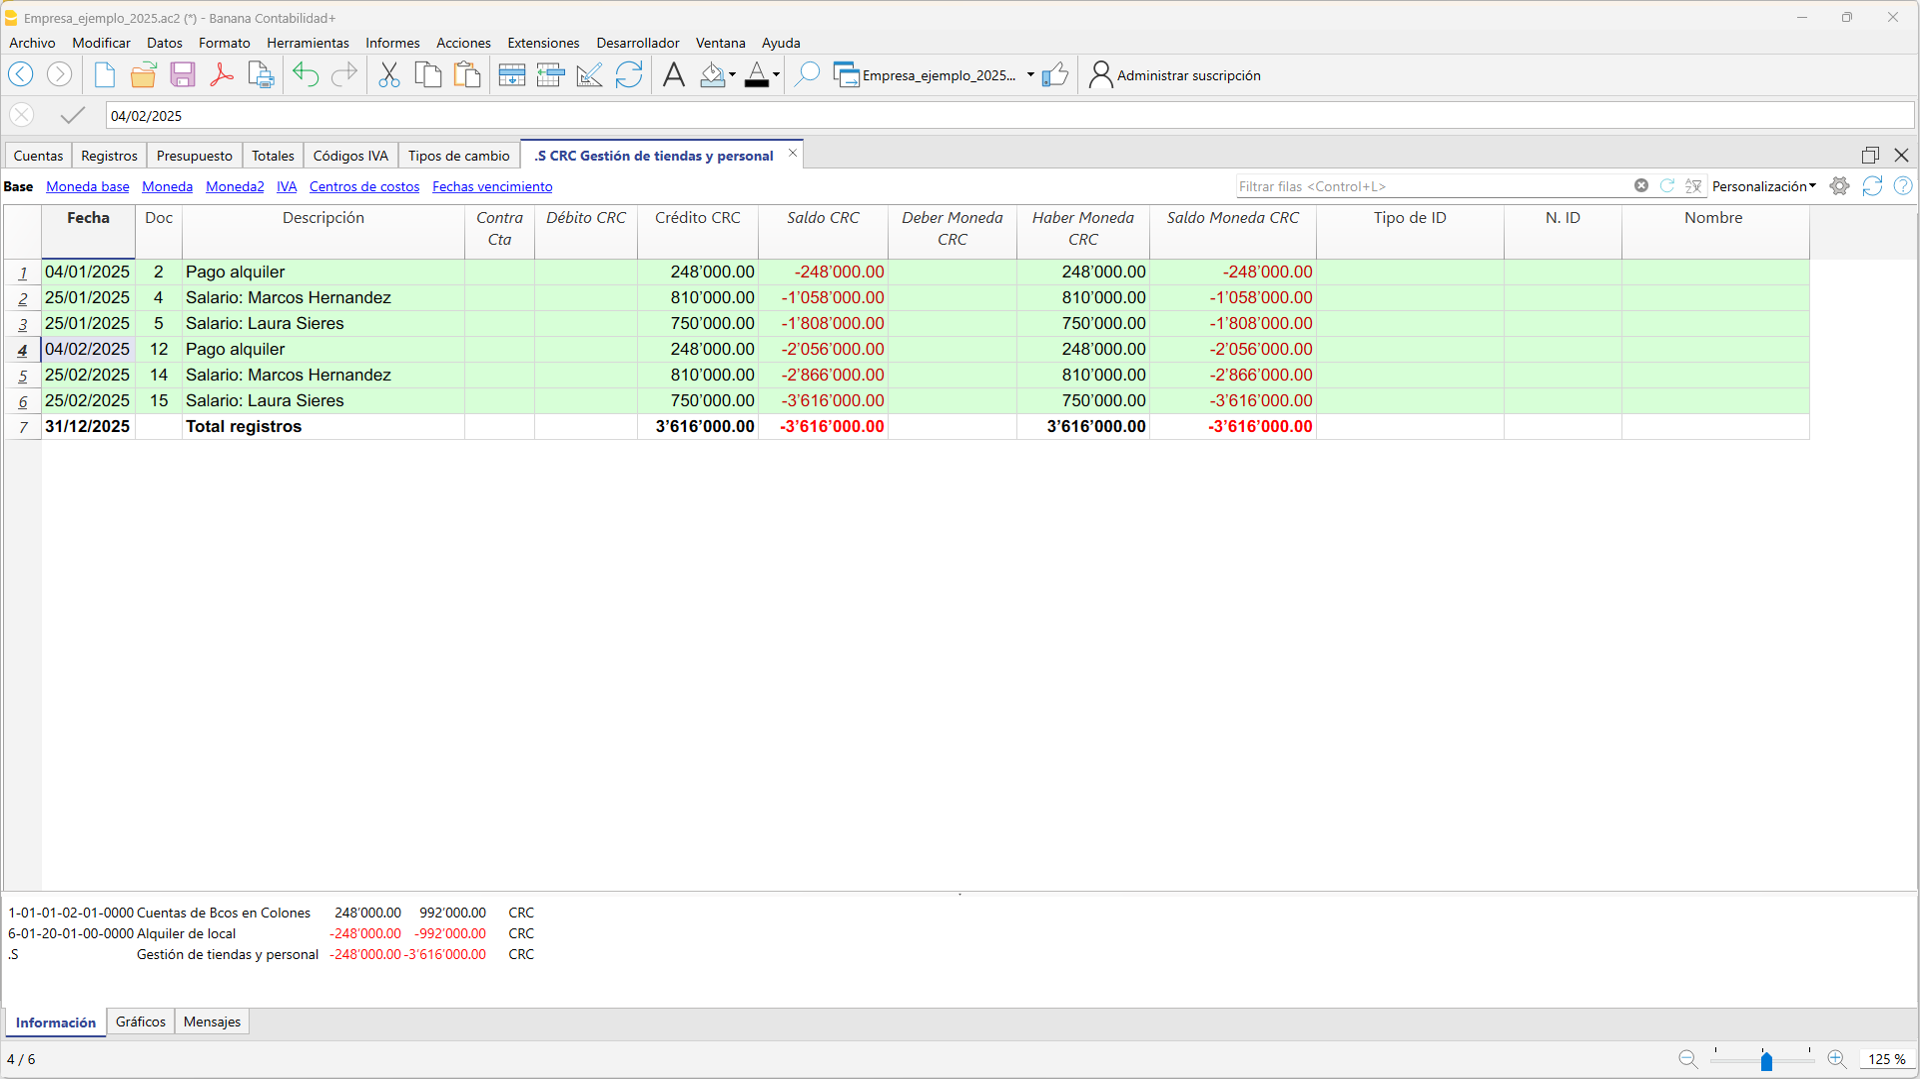 Empresa_ejemplo_2025.ac2 (*) - Banana Contabilidad+
Archivo Modificar Datos Formato Herramientas Informes Acciones Extensiones Desarrollador Ventana Ayuda
Empresa_ejemplo_2025... Administrar suscripción
04/02/2025
Cuentas Registros Presupuesto Totales Códigos IVA Tipos de cambio .S CRC Gestión de tiendas y personal
Base Moneda base Moneda Moneda2 IVA Centros de costos Fechas vencimiento Filtrar filas <Control+L> Personalización
Fecha Doc Descripción Contra Cta Débito CRC Crédito CRC Saldo CRC Deber Moneda CRC Haber Moneda CRC Saldo Moneda CRC Tipo de ID N. ID Nombre
1 04/01/2025 2 Pago alquiler 248’000.00 -248’000.00 248’000.00 -248’000.00
2 25/01/2025 4 Salario: Marcos Hernandez 810’000.00 -1’058’000.00 810’000.00 -1’058’000.00
3 25/01/2025 5 Salario: Laura Sieres 750’000.00 -1’808’000.00 750’000.00 -1’808’000.00
4 04/02/2025 12 Pago alquiler 248’000.00 -2’056’000.00 248’000.00 -2’056’000.00
5 25/02/2025 14 Salario: Marcos Hernandez 810’000.00 -2’866’000.00 810’000.00 -2’866’000.00
6 25/02/2025 15 Salario: Laura Sieres 750’000.00 -3’616’000.00 750’000.00 -3’616’000.00
7 31/12/2025 Total registros 3’616’000.00 -3’616’000.00 3’616’000.00 -3’616’000.00
1-01-01-02-01-0000 Cuentas de Bcos en Colones 248’000.00 992’000.00 CRC
6-01-20-01-00-0000 Alquiler de local -248’000.00 -992’000.00 CRC
.S Gestión de tiendas y personal -248’000.00 -3’616’000.00 CRC
Información Gráficos Mensajes
4 / 6 125 %